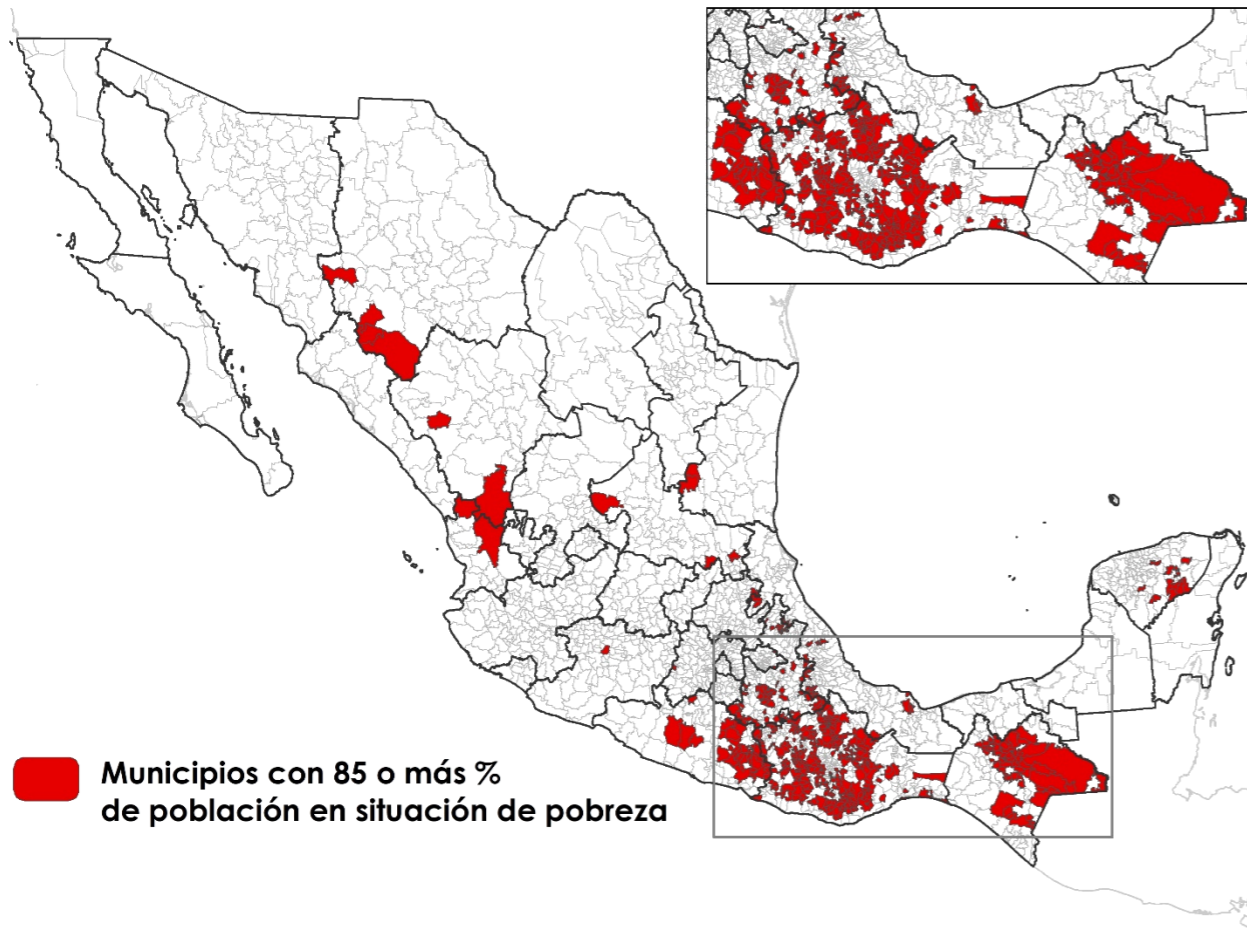 Municipios con 85 o más %
de población en situación de pobreza